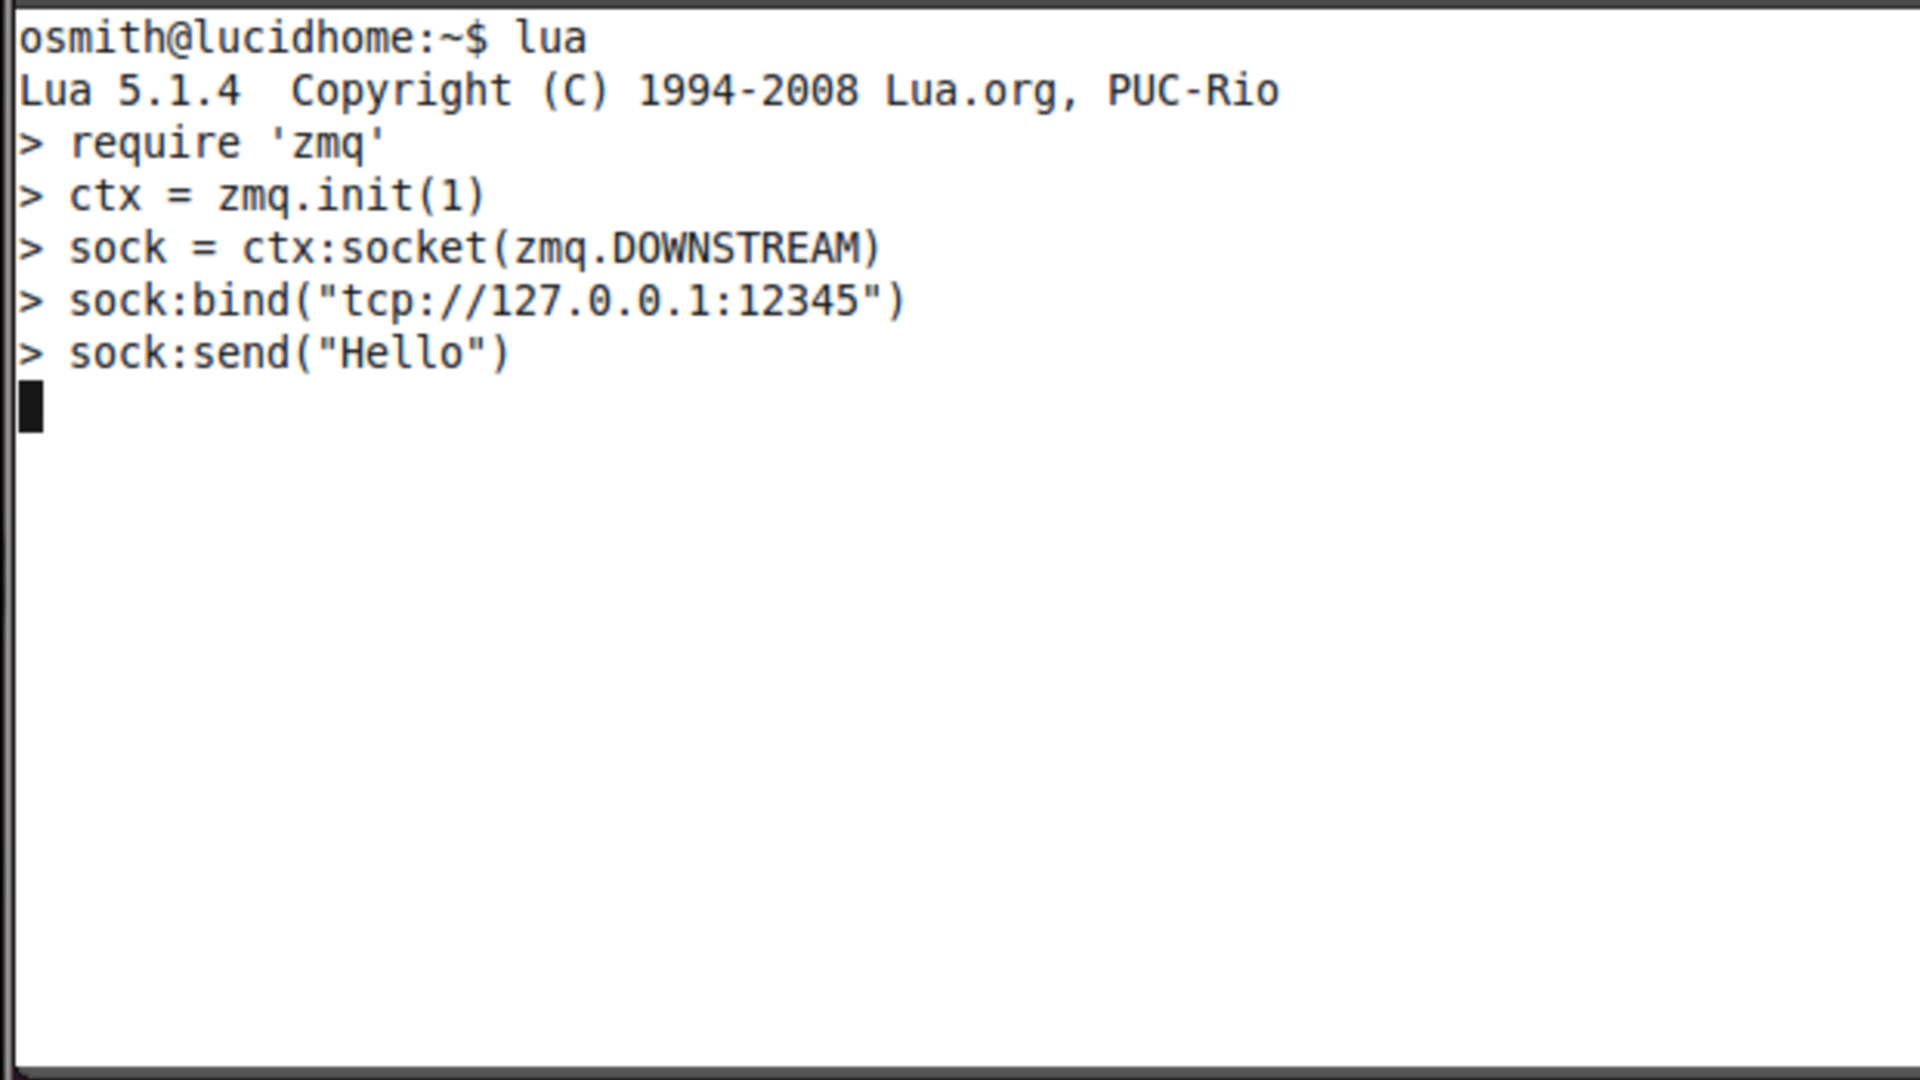 osmith@lucidhome:~$ lua
Lua 5.1.4  Copyright (C) 1994-2008 Lua.org, PUC-Rio
> require 'zmq'
> ctx = zmq.init(1)
> sock = ctx:socket(zmq.DOWNSTREAM)
> sock:bind("tcp://127.0.0.1:12345")
> sock:send("Hello")